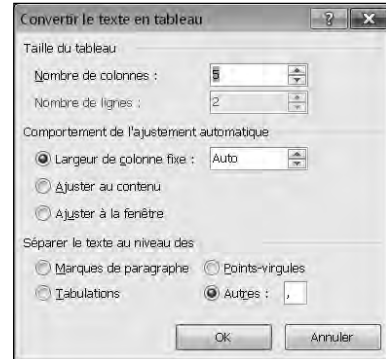 Convertir le texte en tableau
Taille du tableau
Nombre de colonnes : 5
Nombre de lignes : 2
Comportement de l'ajustement automatique
Largeur de colonne fixe : Auto
Ajuster au contenu
Ajuster à la fenêtre
Séparer le texte au niveau des
Marques de paragraphe Points-virgules
Tabulations Autres : ,
OK Annuler